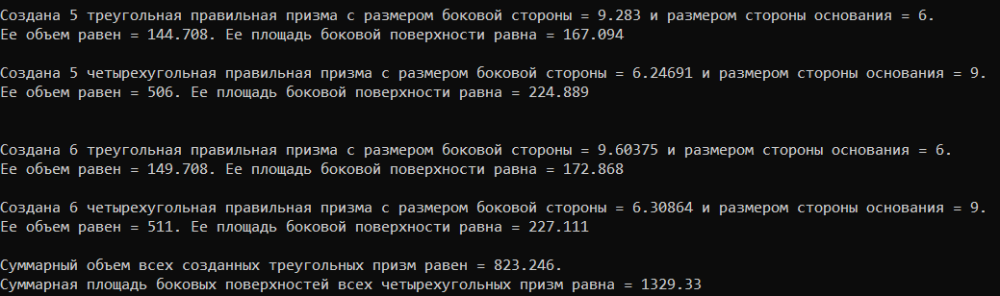 Создана 5 треугольная правильная призма с размером боковой стороны = 9.283 и размером стороны основания = 6.
Ее объем равен = 144.708. Ее площадь боковой поверхности равна = 167.094
Создана 5 четырехугольная правильная призма с размером боковой стороны = 6.24691 и размером стороны основания = 9.
Ее объем равен = 506. Ее площадь боковой поверхности равна = 224.889
Создана 6 треугольная правильная призма с размером боковой стороны = 9.60375 и размером стороны основания = 6.
Ее объем равен = 149.708. Ее площадь боковой поверхности равна = 172.868
Создана 6 четырехугольная правильная призма с размером боковой стороны = 6.30864 и размером стороны основания = 9.
Ее объем равен = 511. Ее площадь боковой поверхности равна = 227.111
Суммарный объем всех созданных треугольных призм равен = 823.246.
Суммарная площадь боковых поверхностей всех четырехугольных призм равна = 1329.33